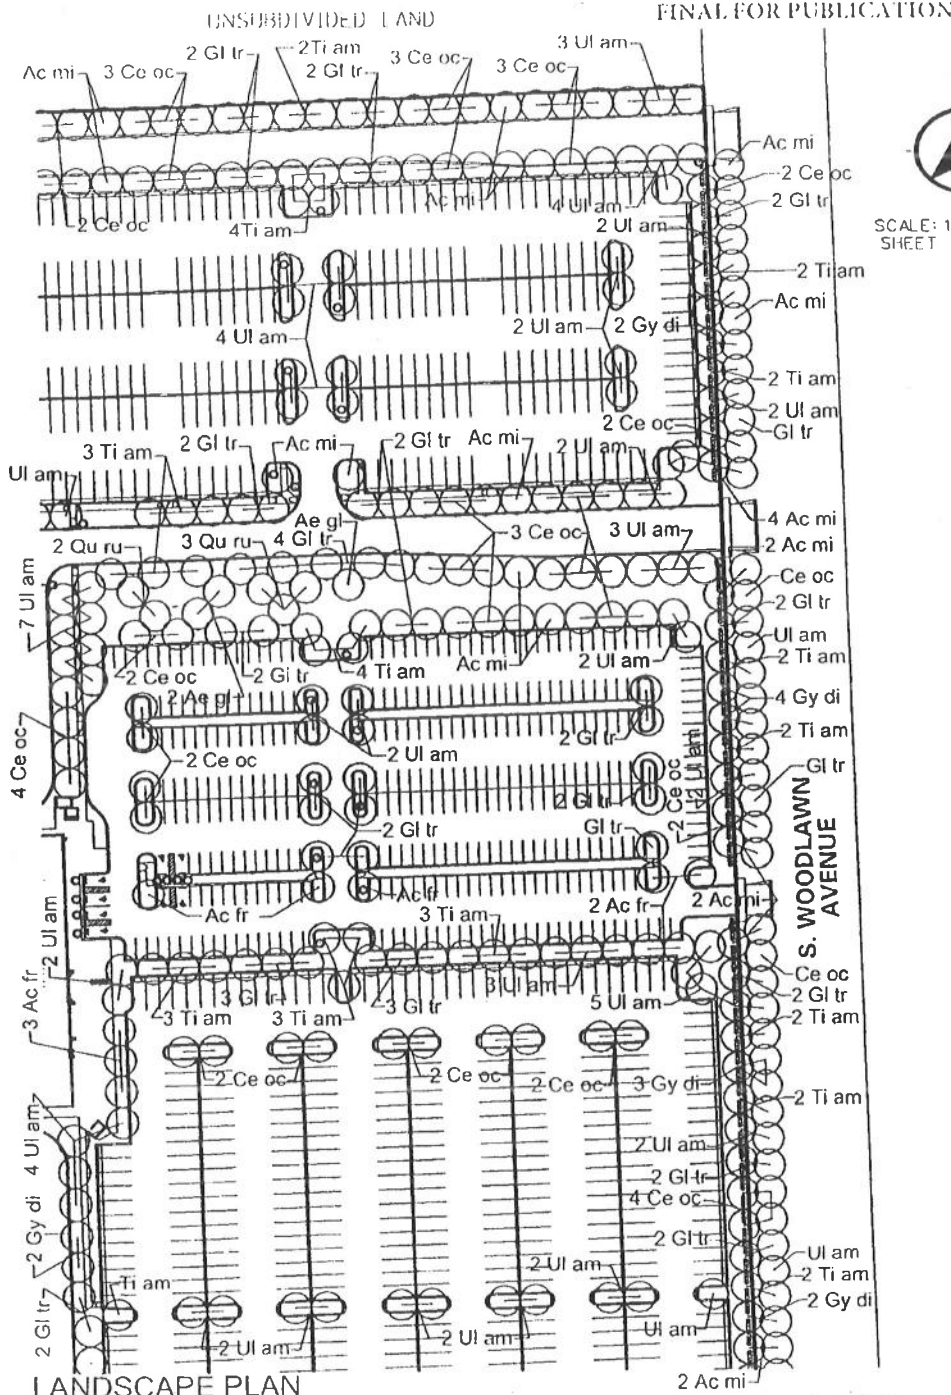 UNSUBDIVIDED LAND
FINAL FOR PUBLICATION
Ac mi
3 Ce oc
2 Gl tr
2Ti am
2 Gl tr
3 Ce oc
3 Ce oc
3 Ul am
Ac mi
2 Ce oc
2 Gl tr
SCALE: 1
SHEET
2 Ce oc
4Ti am
Ac mi
4 Ul am
2 Ul am
2 Ti am
Ac mi
4 Ul am
2 Ul am
2 Gy di
2 Ti am
2 Ul am
Gl tr
2 Ce oc
Ul am
3 Ti am
2 Gl tr
Ac mi
2 Gl tr
Ac mi
2 Ul am
4 Ac mi
2 Ac mi
2 Qu ru
3 Qu ru
Ae gl
4 Gl tr
3 Ce oc
3 Ul am
7 Ul am
Ce oc
2 Gl tr
Ul am
2 Ti am
2 Ce oc
2 Ae gl
2 Gl tr
4 Ti am
Ac mi
2 Ul am
4 Gy di
2 Ti am
4 Ce oc
2 Ce oc
2 Ul am
2 Gl tr
2 Ce oc
2 Ul am
Gl tr
2 Gl tr
2 Gl tr
Gl tr
S. WOODLAWN
AVENUE
Ac fr
Ac fr
3 Ti am
2 Ac fr
2 Ac mi
2 Ul am
3 Ac fr
3 Ti am
3 Gl tr
3 Ti am
3 Gl tr
3 Ul am
5 Ul am
Ce oc
2 Gl tr
2 Ti am
2 Ce oc
2 Ce oc
2 Ce oc
3 Gy di
2 Ti am
4 Ul am
2 Gy di
2 Ul am
2 Gl tr
4 Ce oc
2 Gl tr
Ul am
2 Ti am
2 Gy di
2 Gl tr
Ti am
2 Ul am
2 Ul am
2 Ul am
Ul am
2 Ac mi
LANDSCAPE PLAN